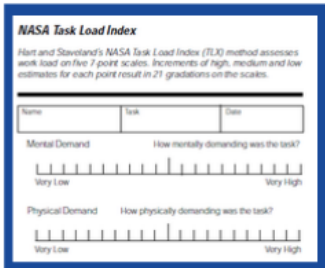 NASA Task Load Index
Hart and Staveland's NASA Task Load Index (TLX) method assesses
work load on five 7-point scales. Increments of high, medium and low
estimates for each point result in 21 gradations on the scales.
Name Task Date
Mental Demand How mentally demanding was the task?
Very Low Very High
Physical Demand How physically demanding was the task?
Very Low Very High